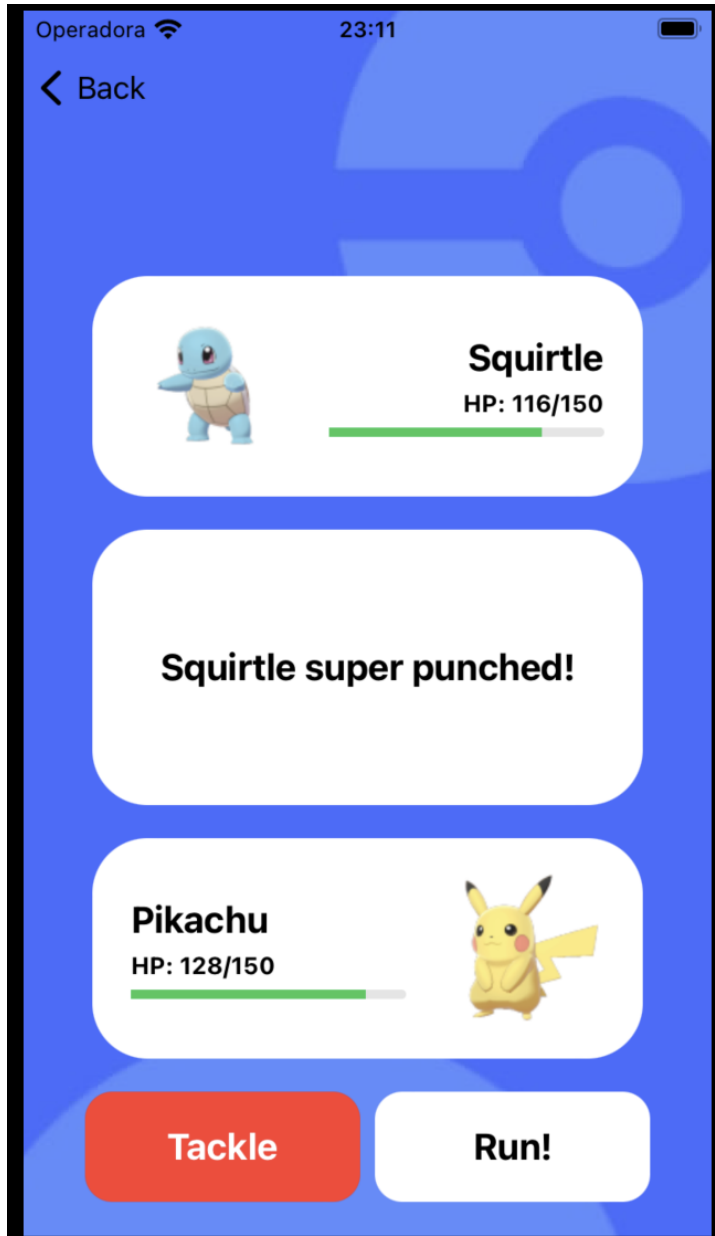 Operadora 23:11
Back
Squirtle
HP: 116/150
Squirtle super punched!
Pikachu
HP: 128/150
Tackle Run!